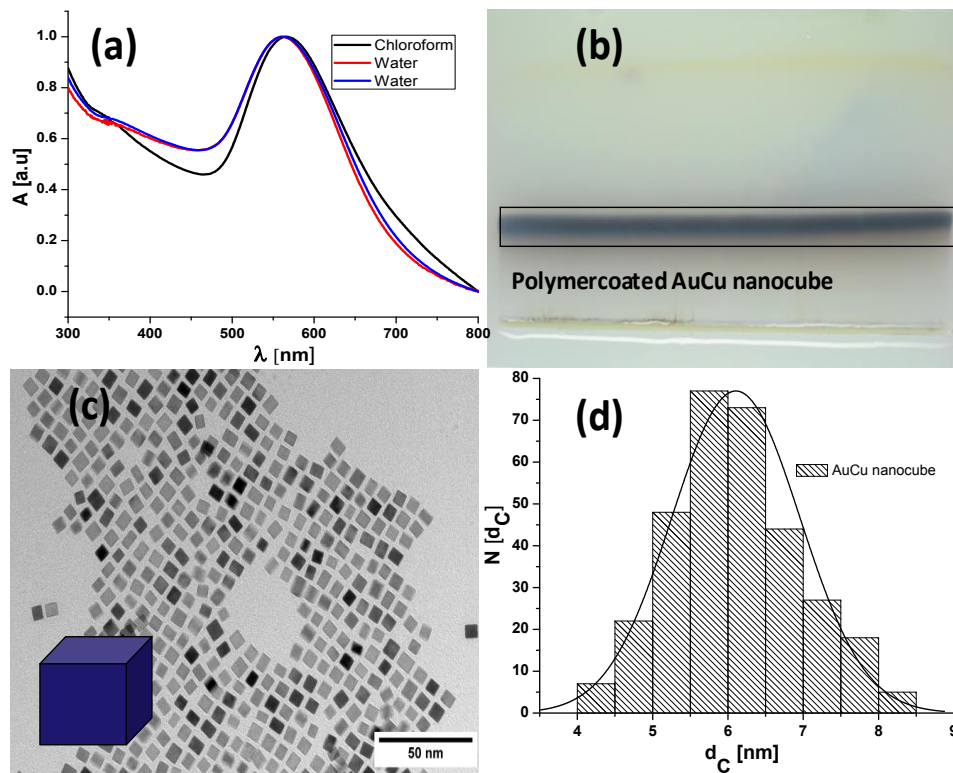 (a)
Chloroform
Water
Water
1.0
0.8
0.6
0.4
0.2
0.0
A [a.u]
300 400 500 600 700 800
λ [nm]
(b)
Polymercoated AuCu nanocube
(c)
50 nm
(d)
AuCu nanocube
80
70
60
50
40
30
20
10
0
N [dC]
4 5 6 7 8 9
dC [nm]